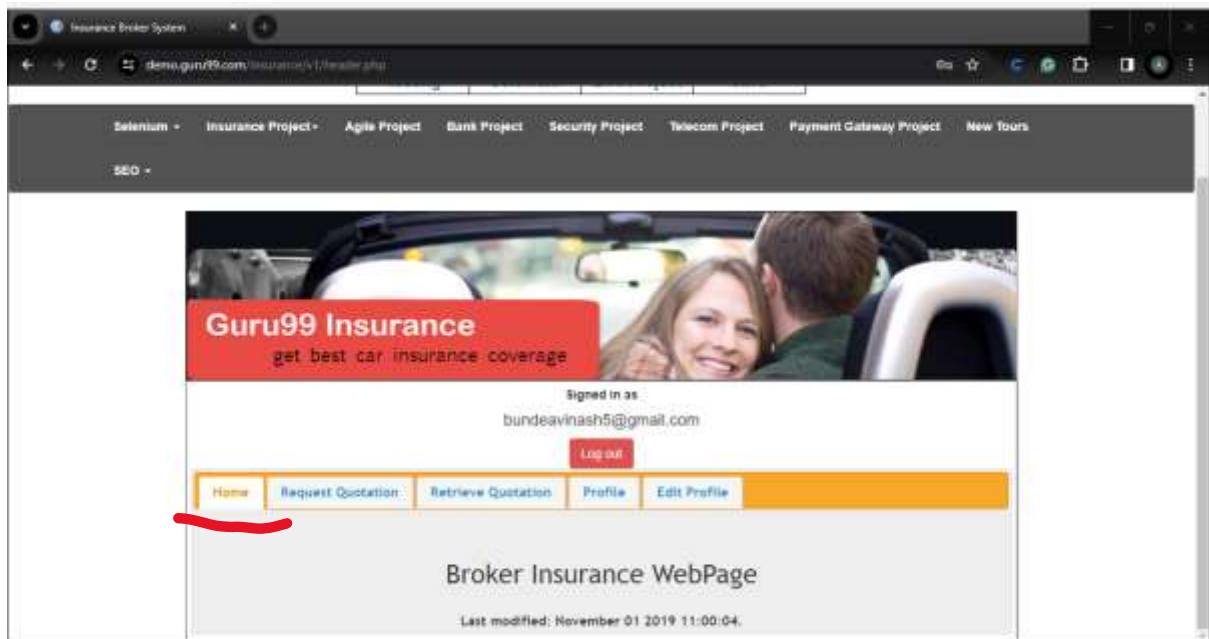 Insurance Broker System
demo.guru99.com/insurance/v1/header.php
Selenium Insurance Project Agile Project Bank Project Security Project Telecom Project Payment Gateway Project New Tours
SEO
Guru99 Insurance
get best car insurance coverage
Signed in as
bundeavinash5@gmail.com
Log out
Home Request Quotation Retrieve Quotation Profile Edit Profile
Broker Insurance WebPage
Last modified: November 01 2019 11:00:04.